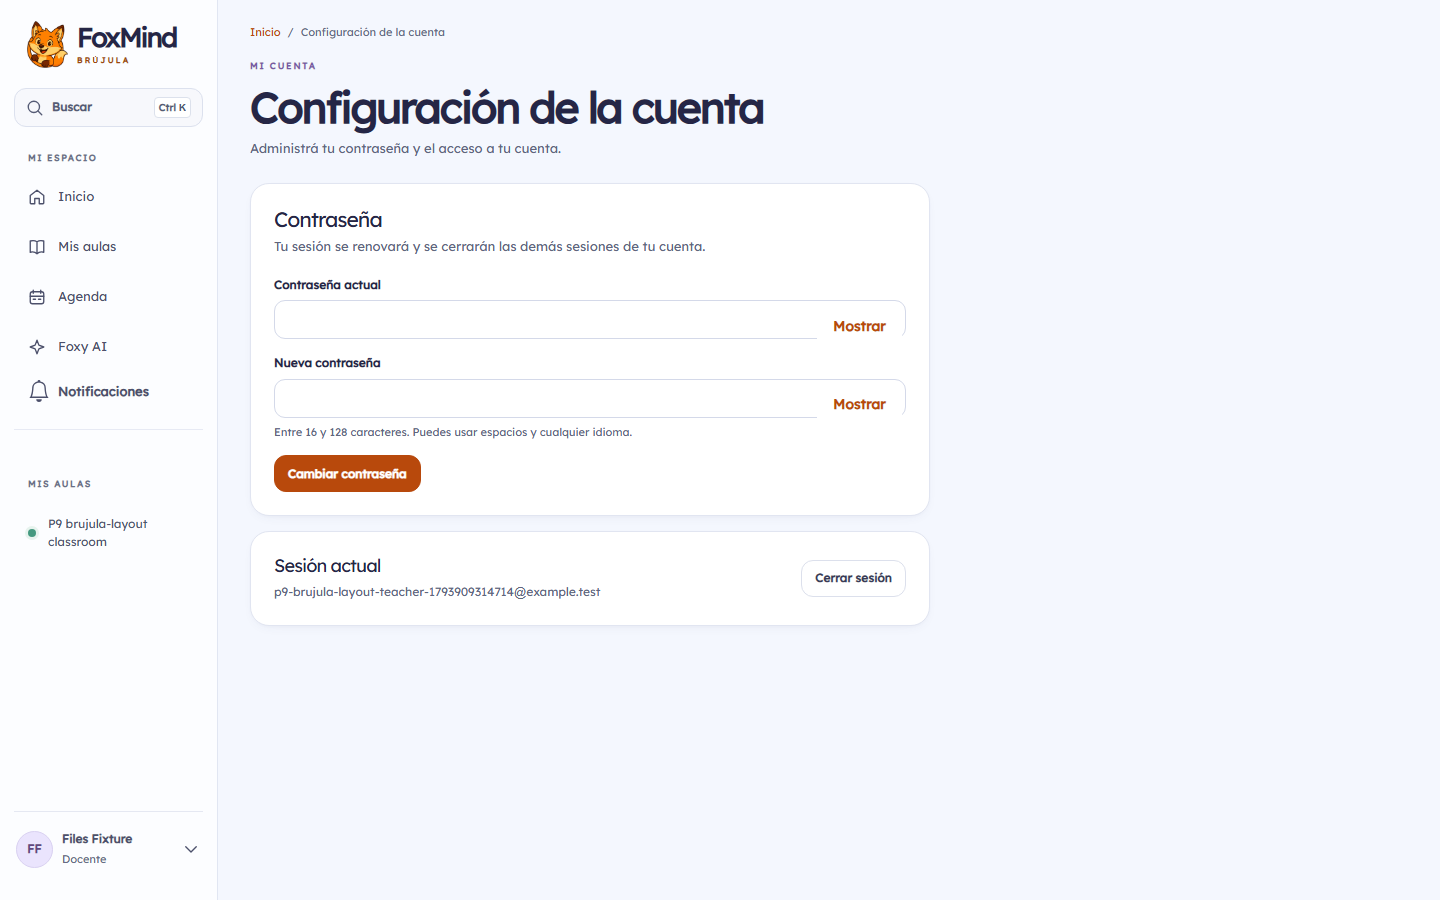 FoxMind
BRÚJULA
Buscar
Ctrl K
MI ESPACIO
Inicio
Mis aulas
Agenda
Foxy AI
Notificaciones
MIS AULAS
P9 brujula-layout
classroom
FF
Files Fixture
Docente
Inicio / Configuración de la cuenta
MI CUENTA
Configuración de la cuenta
Administrá tu contraseña y el acceso a tu cuenta.
Contraseña
Tu sesión se renovará y se cerrarán las demás sesiones de tu cuenta.
Contraseña actual
Mostrar
Nueva contraseña
Mostrar
Entre 16 y 128 caracteres. Puedes usar espacios y cualquier idioma.
Cambiar contraseña
Sesión actual
p9-brujula-layout-teacher-1793909314714@example.test
Cerrar sesión